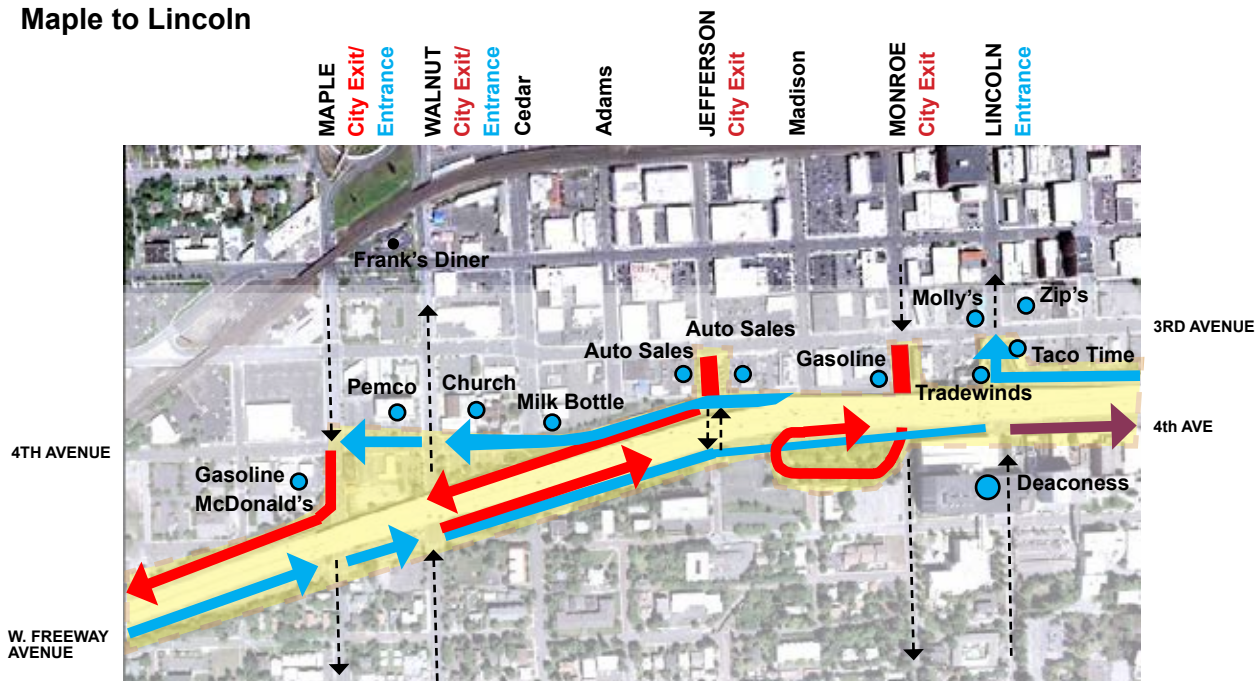 Maple to Lincoln
MAPLE
City Exit/
Entrance
WALNUT
City Exit/
Entrance
Cedar
Adams
JEFFERSON
City Exit
Madison
MONROE
City Exit
LINCOLN
Entrance
Frank's Diner
Molly's
Zip's
3RD AVENUE
Auto Sales
Auto Sales
Gasoline
Taco Time
Pemco
Church
Milk Bottle
Tradewinds
4TH AVENUE
4th AVE
Gasoline
McDonald's
Deaconess
W. FREEWAY
AVENUE